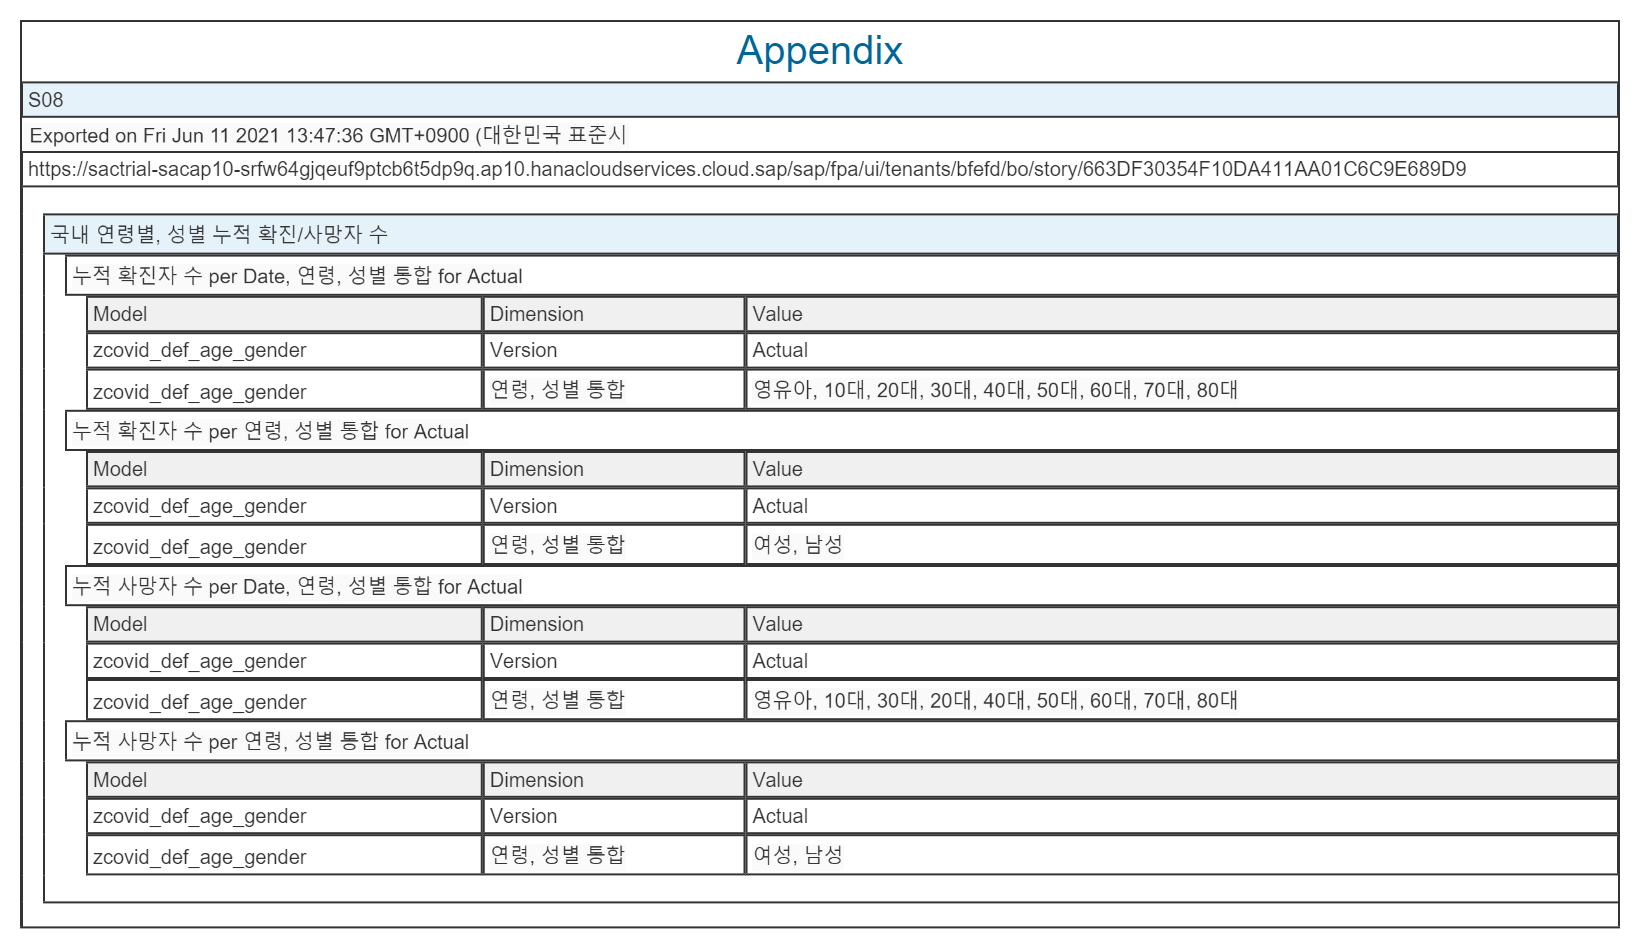 Appendix
S08
Exported on Fri Jun 11 2021 13:47:36 GMT+0900 (대한민국 표준시
https://sactrial-sacap10-srfw64gjqeuf9ptcb6t5dp9q.ap10.hanacloudservices.cloud.sap/sap/fpa/ui/tenants/bfefd/bo/story/663DF30354F10DA411AA01C6C9E689D9
국내 연령별, 성별 누적 확진/사망자 수
누적 확진자 수 per Date, 연령, 성별 통합 for Actual
Model Dimension Value
zcovid_def_age_gender Version Actual
zcovid_def_age_gender 연령, 성별 통합 영유아, 10대, 20대, 30대, 40대, 50대, 60대, 70대, 80대
누적 확진자 수 per 연령, 성별 통합 for Actual
Model Dimension Value
zcovid_def_age_gender Version Actual
zcovid_def_age_gender 연령, 성별 통합 여성, 남성
누적 사망자 수 per Date, 연령, 성별 통합 for Actual
Model Dimension Value
zcovid_def_age_gender Version Actual
zcovid_def_age_gender 연령, 성별 통합 영유아, 10대, 30대, 20대, 40대, 50대, 60대, 70대, 80대
누적 사망자 수 per 연령, 성별 통합 for Actual
Model Dimension Value
zcovid_def_age_gender Version Actual
zcovid_def_age_gender 연령, 성별 통합 여성, 남성